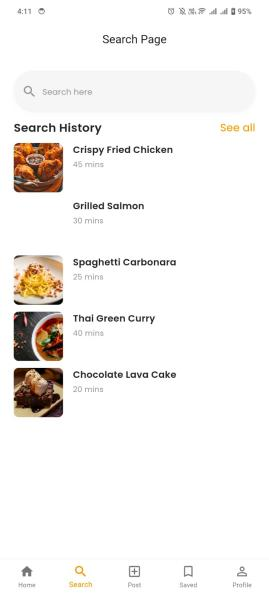 4:11
95%
Search Page
Search here
Search History
See all
Crispy Fried Chicken
45 mins
Grilled Salmon
30 mins
Spaghetti Carbonara
25 mins
Thai Green Curry
40 mins
Chocolate Lava Cake
20 mins
Home
Search
Post
Saved
Profile